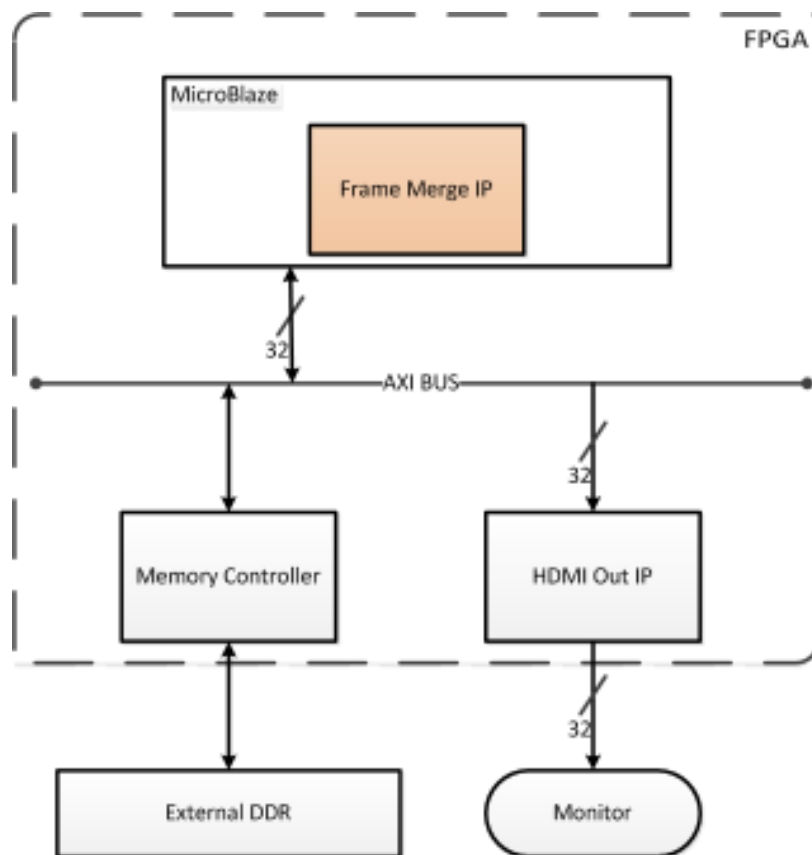 FPGA
MicroBlaze
Frame Merge IP
32
AXI BUS
32
Memory Controller
HDMI Out IP
32
External DDR
Monitor